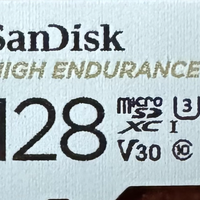 SanDisk
HIGH ENDURANCE
128
micro SD XC I U3
V30 10